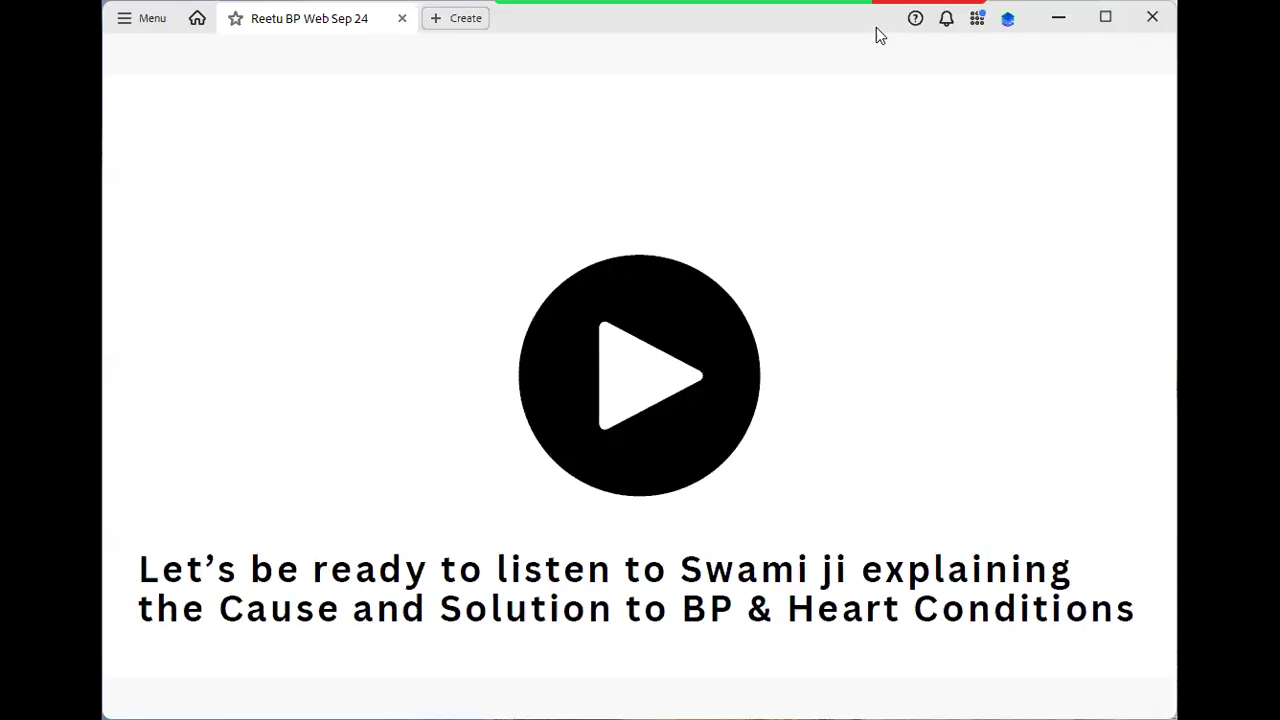 Menu
Reetu BP Web Sep 24
Create
Let’s be ready to listen to Swami ji explaining
the Cause and Solution to BP & Heart Conditions